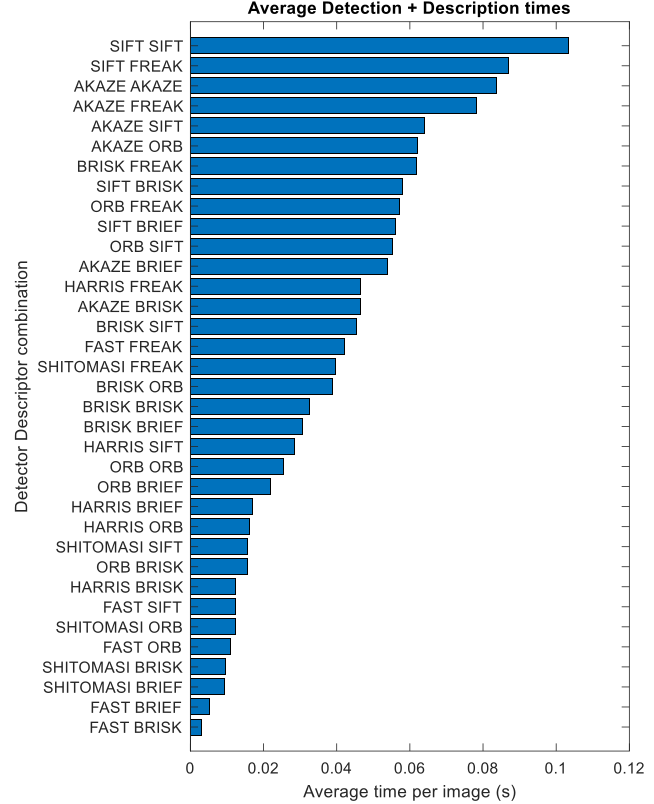 Average Detection + Description times
SIFT SIFT
SIFT FREAK
AKAZE AKAZE
AKAZE FREAK
AKAZE SIFT
AKAZE ORB
BRISK FREAK
SIFT BRISK
ORB FREAK
SIFT BRIEF
ORB SIFT
AKAZE BRIEF
HARRIS FREAK
AKAZE BRISK
BRISK SIFT
FAST FREAK
SHITOMASI FREAK
BRISK ORB
BRISK BRISK
BRISK BRIEF
HARRIS SIFT
ORB ORB
ORB BRIEF
HARRIS BRIEF
HARRIS ORB
SHITOMASI SIFT
ORB BRISK
HARRIS BRISK
FAST SIFT
SHITOMASI ORB
FAST ORB
SHITOMASI BRISK
SHITOMASI BRIEF
FAST BRIEF
FAST BRISK
Detector Descriptor combination
0 0.02 0.04 0.06 0.08 0.1 0.12
Average time per image (s)